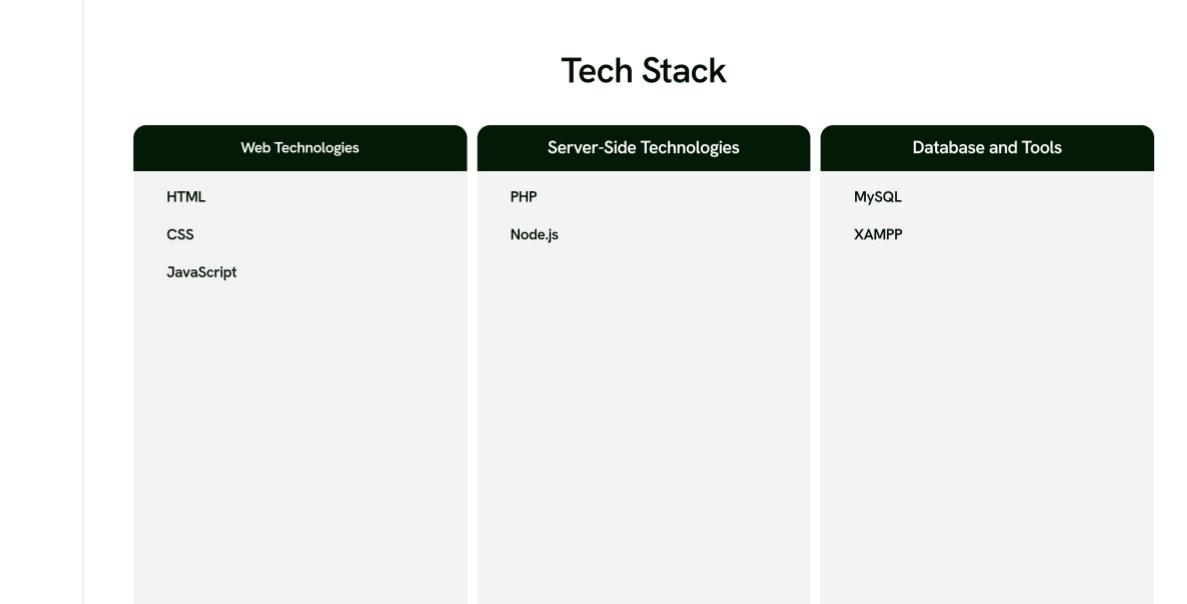 Tech Stack
Web Technologies
HTML
CSS
JavaScript
Server-Side Technologies
PHP
Node.js
Database and Tools
MySQL
XAMPP